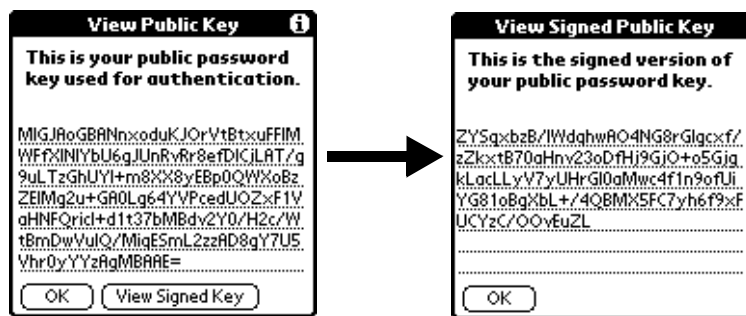 View Public Key
This is your public password
key used for authentication.
MIGJAoGBANnxoduKJOrVtBtxuFFIM
WFfXINIYbU6gJUnRvRr8efDICjLAT/g
9uLTzGhUYI+m8XX8yEBp0QWXoBz
ZEIMg2u+GA0Lg64YVPcedUOZxF1V
aHNFQricI+d1t37bMBdv2Y0/H2c/W
tBmDwVulQ/MiqESmL2zzAD8gY7U5
Vhr0yYYzAgMBAAE=
OK
View Signed Key
View Signed Public Key
This is the signed version of
your public password key.
ZYSqxbzB/IWdghwAO4NG8rGlgcxf/
zZkxtB70aHnv23oDfHj9GjO+o5Gjg
kLacLLyV7yUHrGl0aMwc4f1n9ofUi
YG81oBgXbL+/4QBMX5FC7yh6f9xF
UCYzC/OOvEuZL
OK